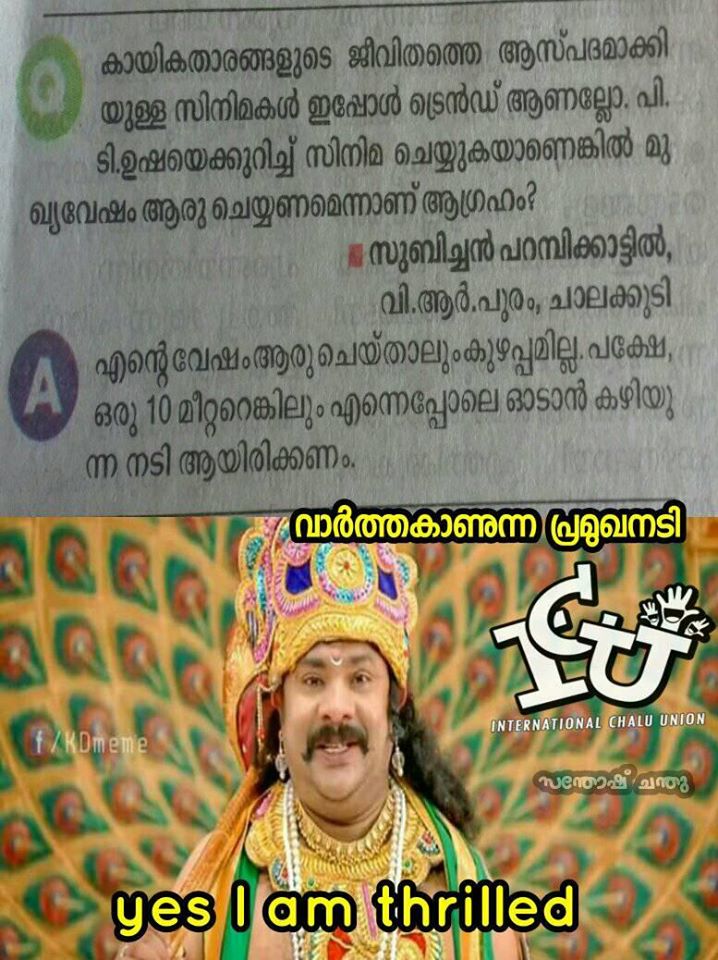 Q
കായികതാരങ്ങളുടെ ജീവിതത്തെ ആസ്പദമാക്കി
യുള്ള സിനിമകൾ ഇപ്പോൾ ട്രെൻഡ് ആണല്ലോ. പി.
ടി.ഉഷയെക്കുറിച്ച് സിനിമ ചെയ്യുകയാണെങ്കിൽ മു
ഖ്യവേഷം ആരു ചെയ്യണമെന്നാണ് ആഗ്രഹം?
സുബിച്ചൻ പറമ്പിക്കാട്ടിൽ,
വി.ആർ.പുരം, ചാലക്കുടി
A
എന്റെ വേഷം ആരു ചെയ്താലും കുഴപ്പമില്ല. പക്ഷേ,
ഒരു 10 മീറ്ററെങ്കിലും എന്നെപ്പോലെ ഓടാൻ കഴിയു
ന്ന നടി ആയിരിക്കണം.
വാർത്തകാണുന്ന പ്രമുഖനടി
ICU
INTERNATIONAL CHALU UNION
f/KDmeme
സന്തോഷ് ചന്തു
yes I am thrilled